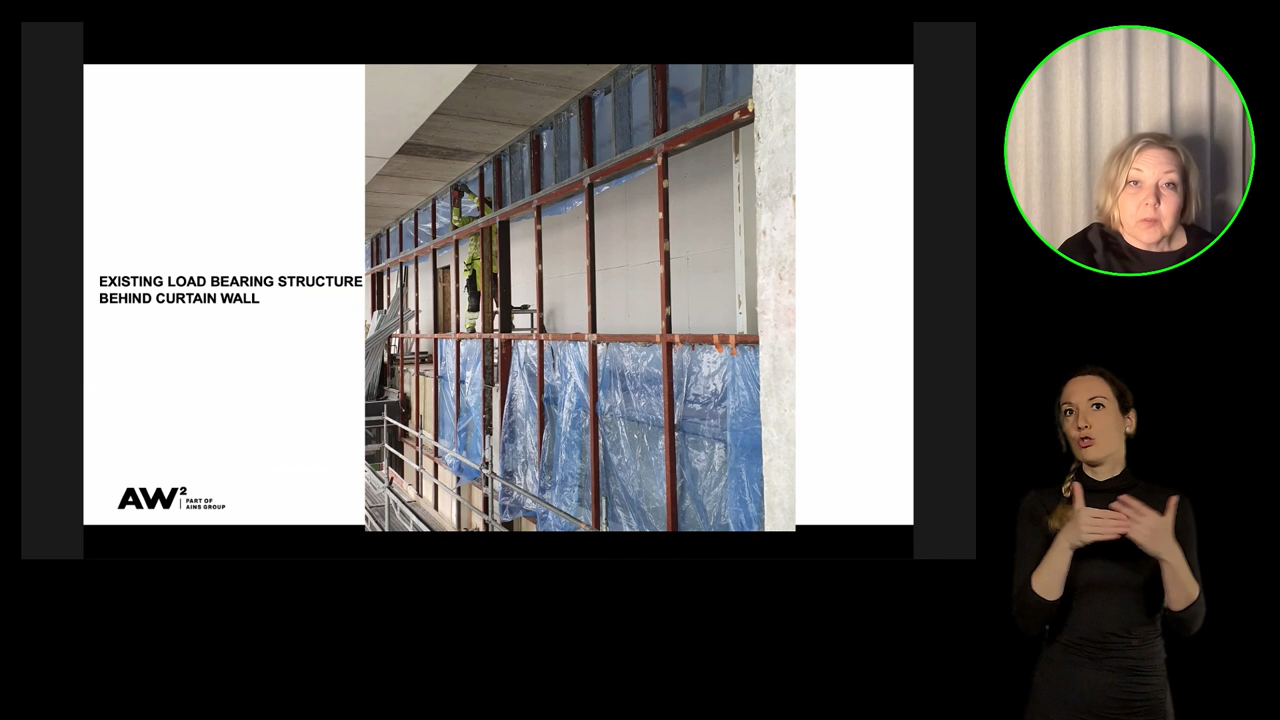 EXISTING LOAD BEARING STRUCTURE
BEHIND CURTAIN WALL
AW²
PART OF
AINS GROUP